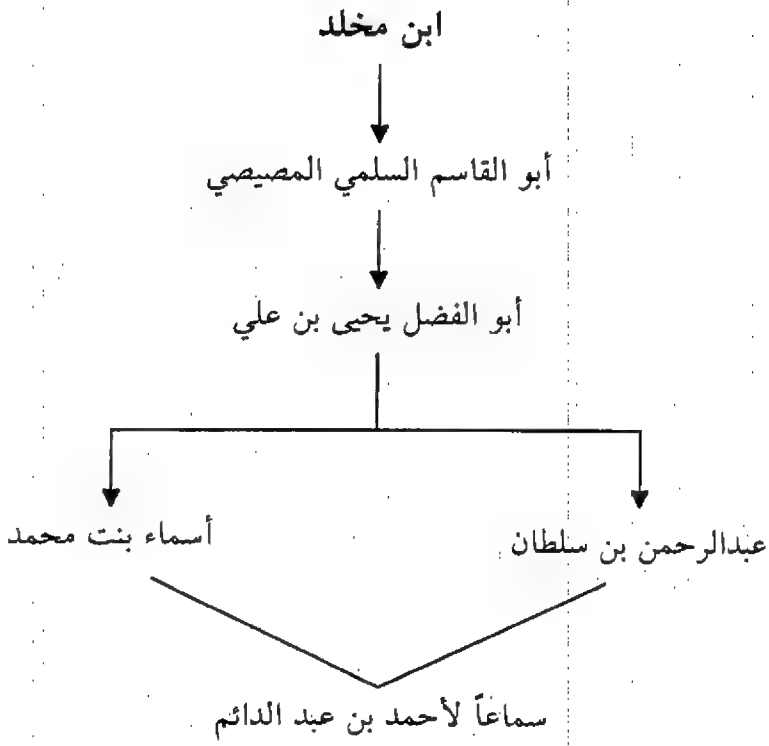 ابن مخلد
أبو القاسم السلمي المصيصي
أبو الفضل يحيى بن علي
عبدالرحمن بن سلطان
أسماء بنت محمد
سماعاً لأحمد بن عبد الدائم